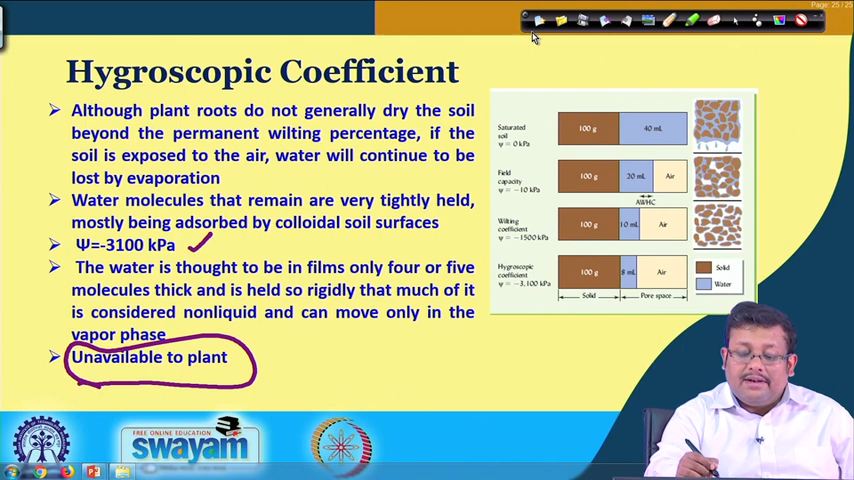 Page: 25 / 25
Hygroscopic Coefficient
➢ Although plant roots do not generally dry the soil
beyond the permanent wilting percentage, if the
soil is exposed to the air, water will continue to be
lost by evaporation
➢ Water molecules that remain are very tightly held,
mostly being adsorbed by colloidal soil surfaces
➢ Ψ=-3100 kPa
➢ The water is thought to be in films only four or five
molecules thick and is held so rigidly that much of it
is considered nonliquid and can move only in the
vapor phase
➢ Unavailable to plant
Saturated
soil
ψ = 0 kPa
100 g
40 mL
Field
capacity
ψ = −10 kPa
100 g
20 mL
Air
AWHC
Wilting
coefficient
ψ = −1500 kPa
100 g
10 mL
Air
Hygroscopic
coefficient
ψ = −3,100 kPa
100 g
8 mL
Air
Solid
Pore space
Solid
Water
FREE ONLINE EDUCATION
swayam